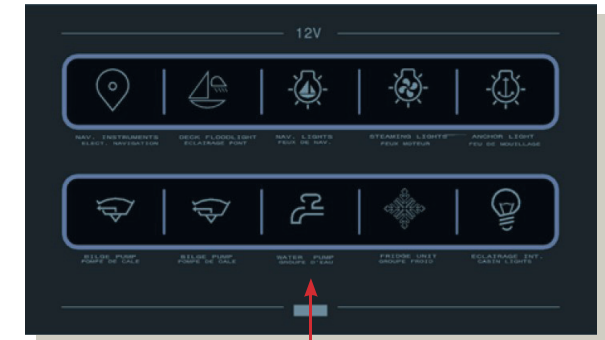 12V
NAV. INSTRUMENTS
ELECT. NAVIGATION
DECK FLOODLIGHT
ECLAIRAGE PONT
NAV. LIGHTS
FEUX DE NAV.
STEAMING LIGHTS
FEUX MOTEUR
ANCHOR LIGHT
FEU DE MOUILLAGE
BILGE PUMP
POMPE DE CALE
BILGE PUMP
POMPE DE CALE
WATER PUMP
GROUPE D'EAU
FRIDGE UNIT
GROUPE FROID
ECLAIRAGE INT.
CABIN LIGHTS